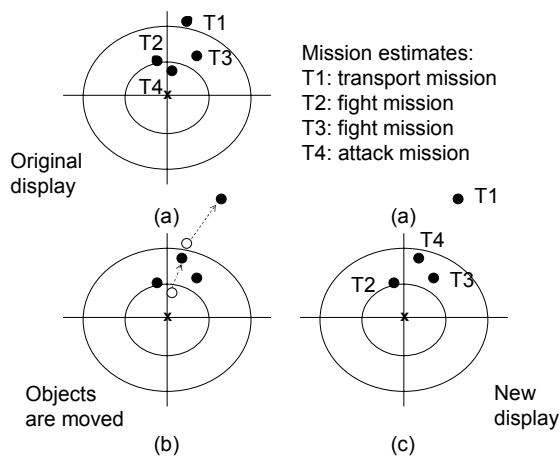 T1
T2
T3
T4
x
Original
display
(a)
Mission estimates:
T1: transport mission
T2: fight mission
T3: fight mission
T4: attack mission
(a)
x
Objects
are moved
(b)
T1
T4
T2
T3
x
New
display
(c)